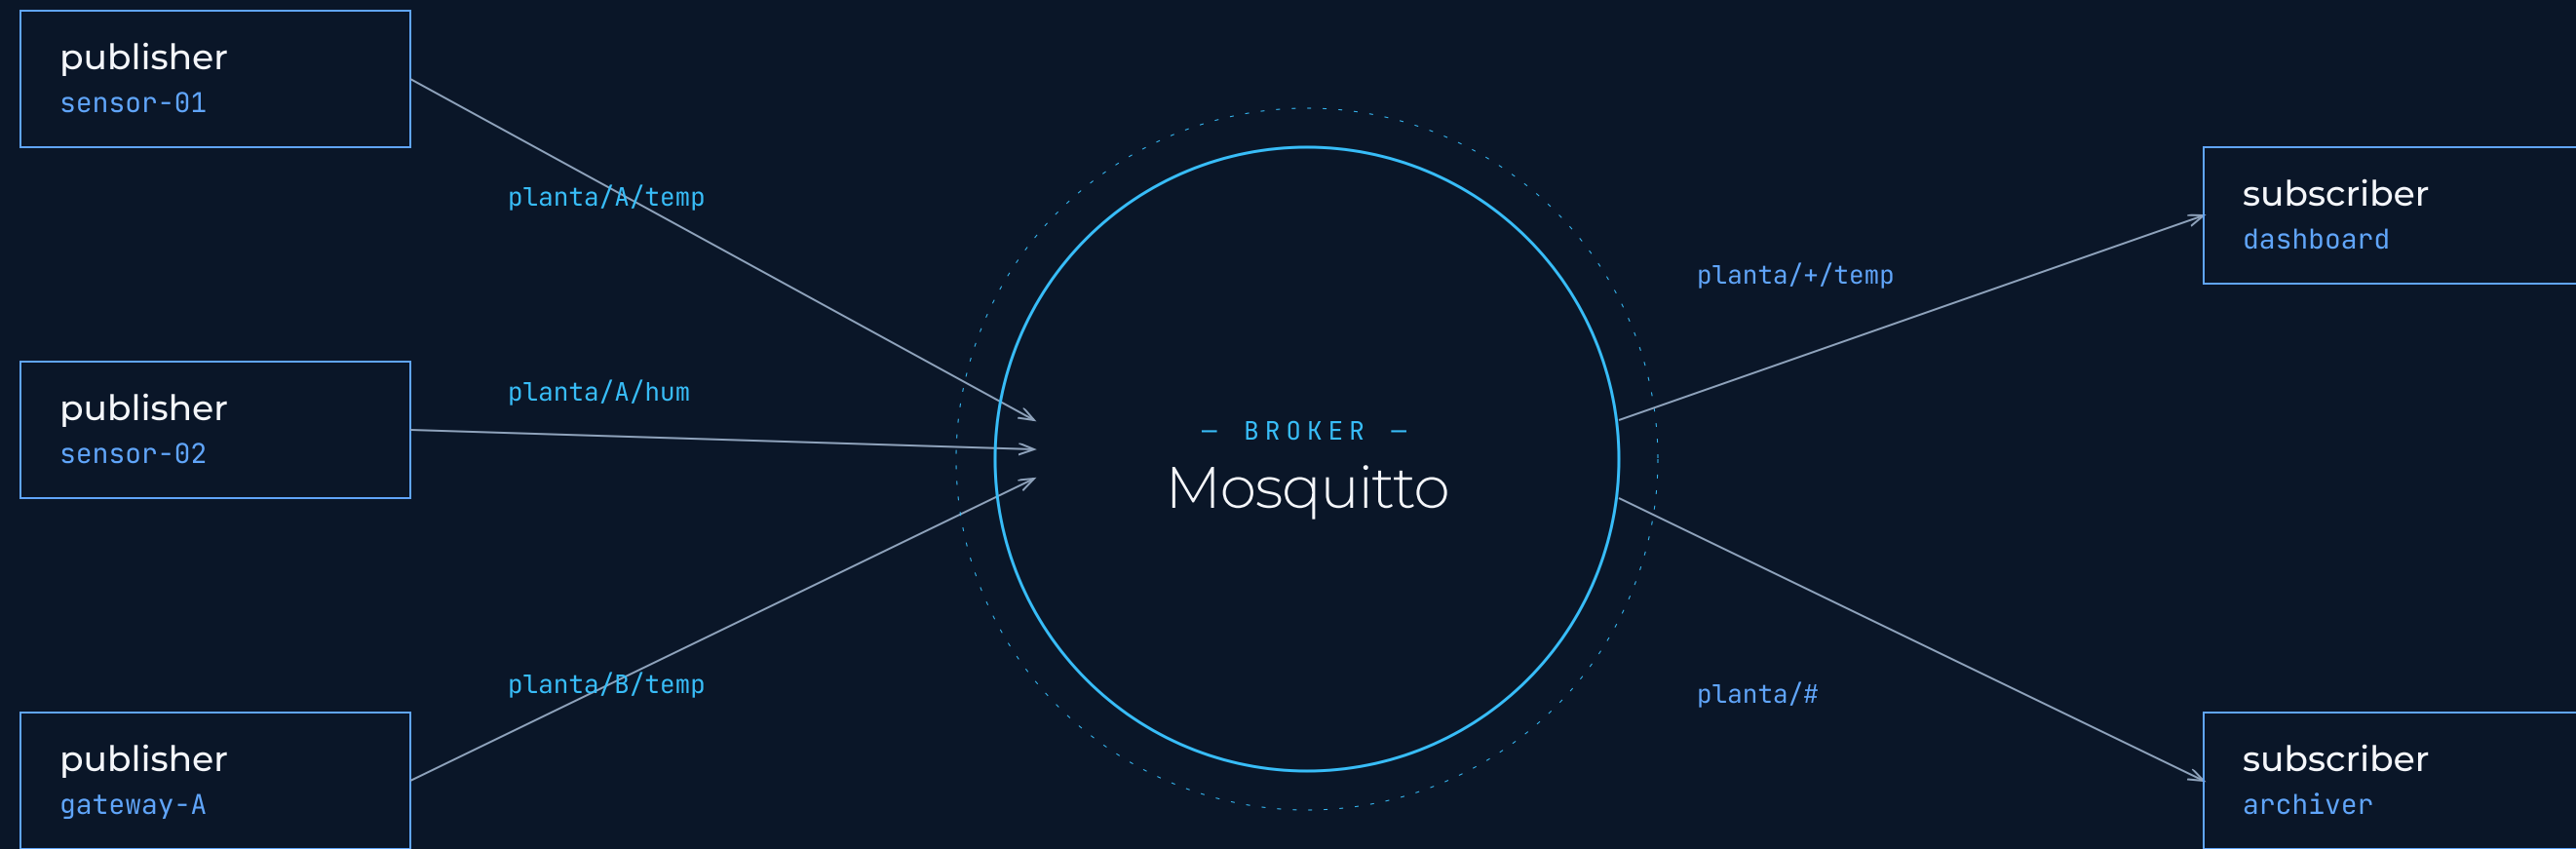 publisher
sensor-01
planta/A/temp
publisher
sensor-02
planta/A/hum
publisher
gateway-A
planta/B/temp
— BROKER —
Mosquitto
planta/+/temp
subscriber
dashboard
planta/#
subscriber
archiver